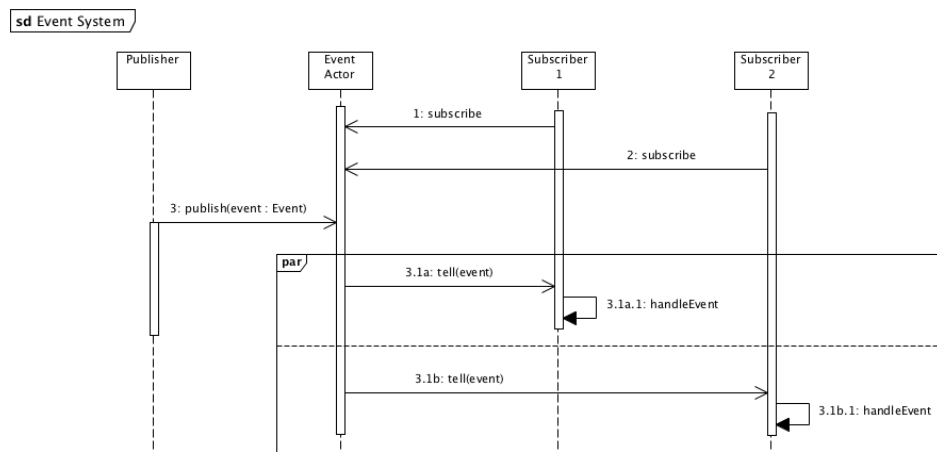 sd Event System
Publisher
Event
Actor
Subscriber
1
Subscriber
2
1: subscribe
2: subscribe
3: publish(event : Event)
par
3.1a: tell(event)
3.1a.1: handleEvent
3.1b: tell(event)
3.1b.1: handleEvent